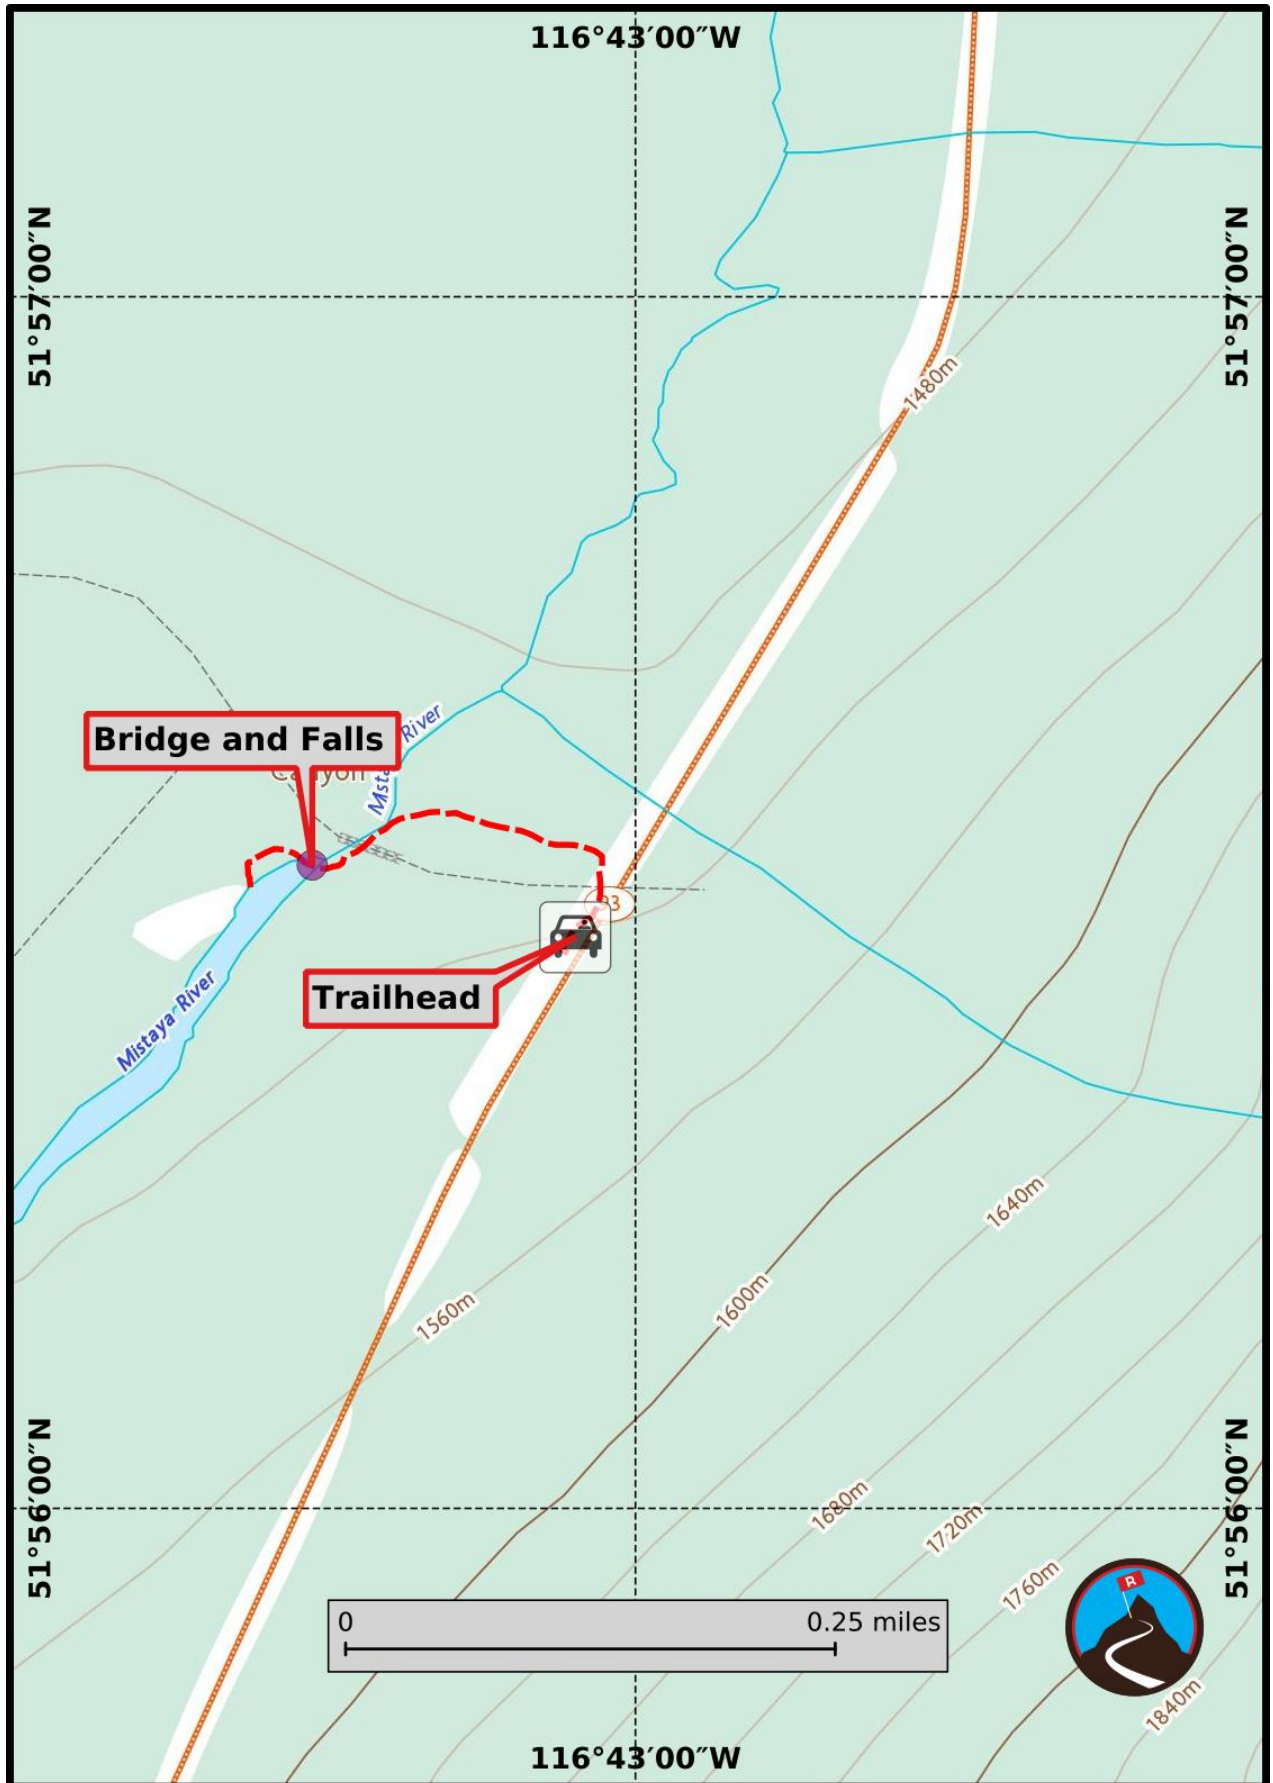 116°43′00″W
51°57′00″N
51°57′00″N
1480m
River
Bridge and Falls
Trailhead
Mistaya River
1640m
1600m
1560m
51°56′00″N
51°56′00″N
1680m
1720m
1760m
R
0
0.25 miles
1840m
116°43′00″W